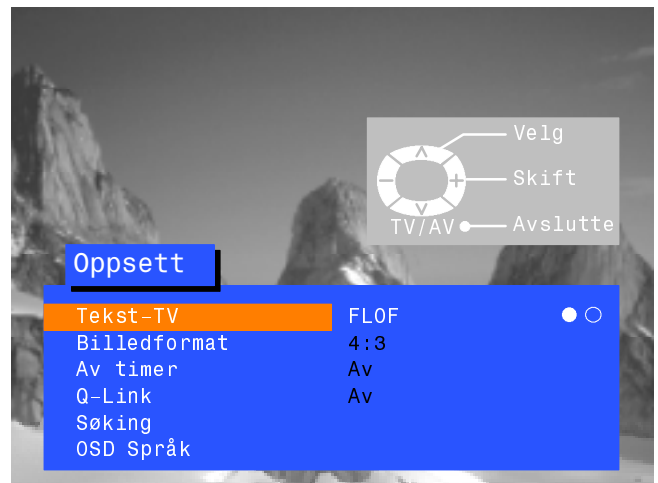 Velg
Skift
TV/AV Avslutte
Oppsett
Tekst-TV FLOF
Billedformat 4:3
Av timer Av
Q-Link Av
Søking
OSD Språk